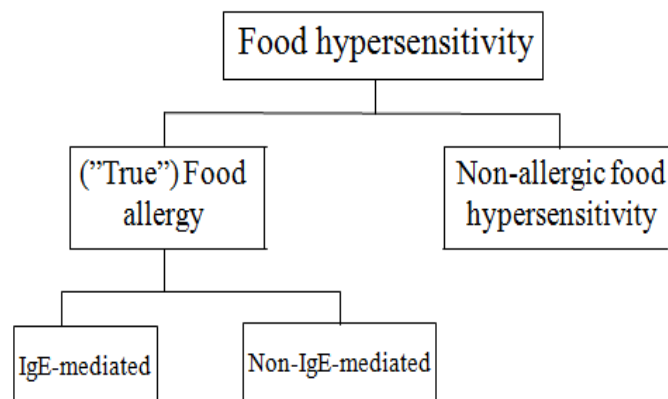 Food hypersensitivity
(”True”) Food
allergy
Non-allergic food
hypersensitivity
IgE-mediated
Non-IgE-mediated